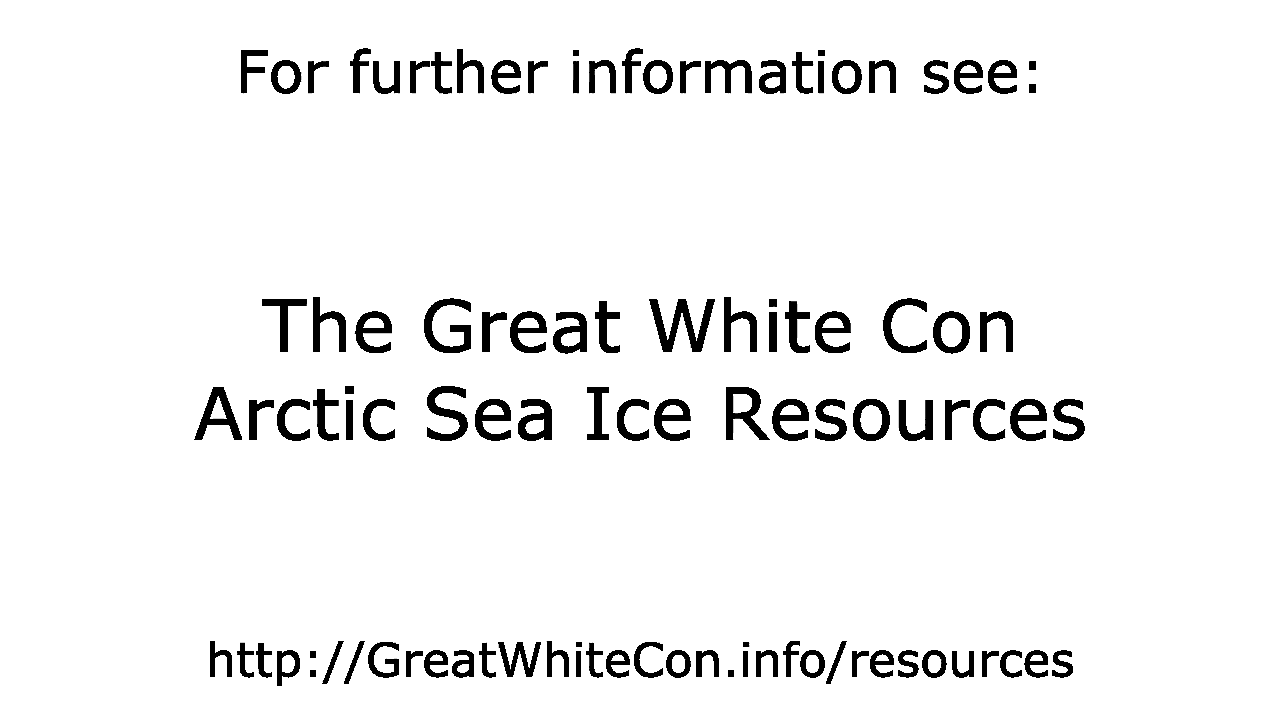 For further information see:
The Great White Con
Arctic Sea Ice Resources
http://GreatWhiteCon.info/resources